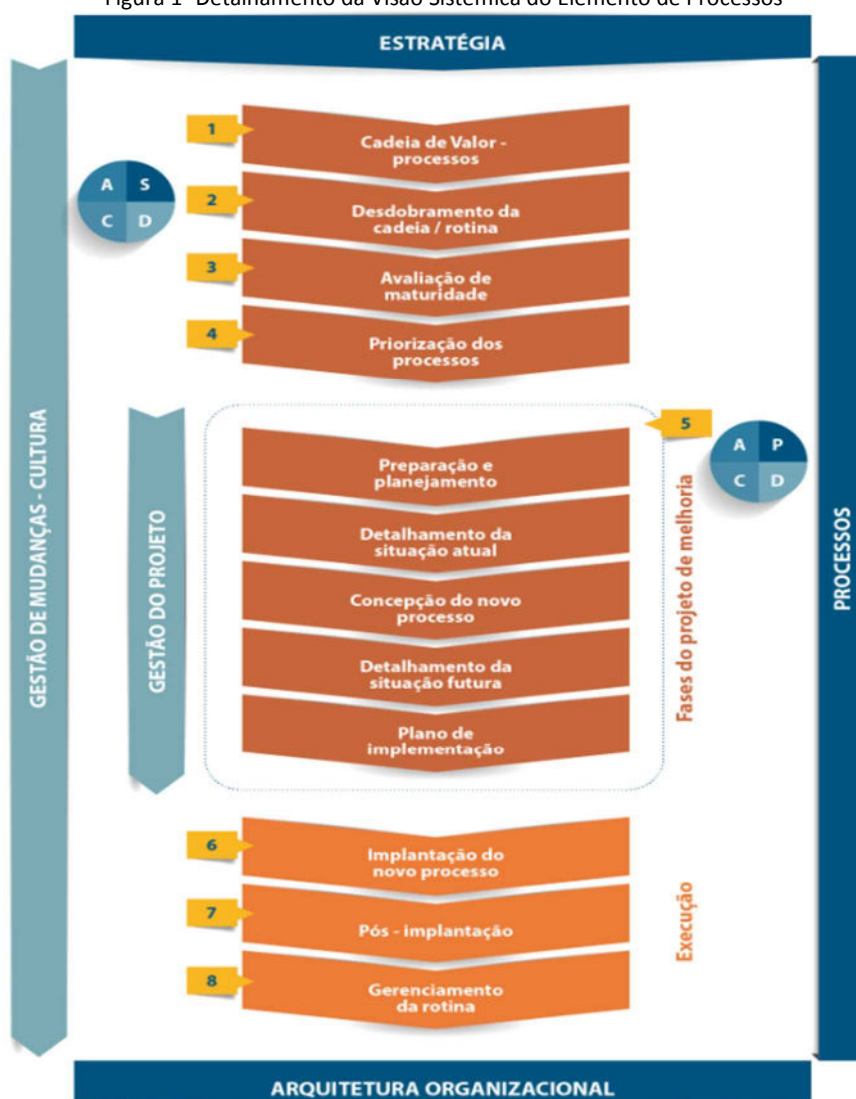 Figura 1- Detalhamento da Visão Sistêmica do Elemento de Processos
ESTRATÉGIA
1
Cadeia de Valor -
processos
A S
C D
2
Desdobramento da
cadeia / rotina
3
Avaliação de
maturidade
4
Priorização dos
processos
GESTÃO DE MUDANÇAS - CULTURA
GESTÃO DO PROJETO
5
A P
C D
Preparação e
planejamento
Detalhamento da
situação atual
Concepção do novo
processo
Detalhamento da
situação futura
Plano de
implementação
Fases do projeto de melhoria
PROCESSOS
6
Implantação do
novo processo
7
Pós - implantação
8
Gerenciamento
da rotina
Execução
ARQUITETURA ORGANIZACIONAL